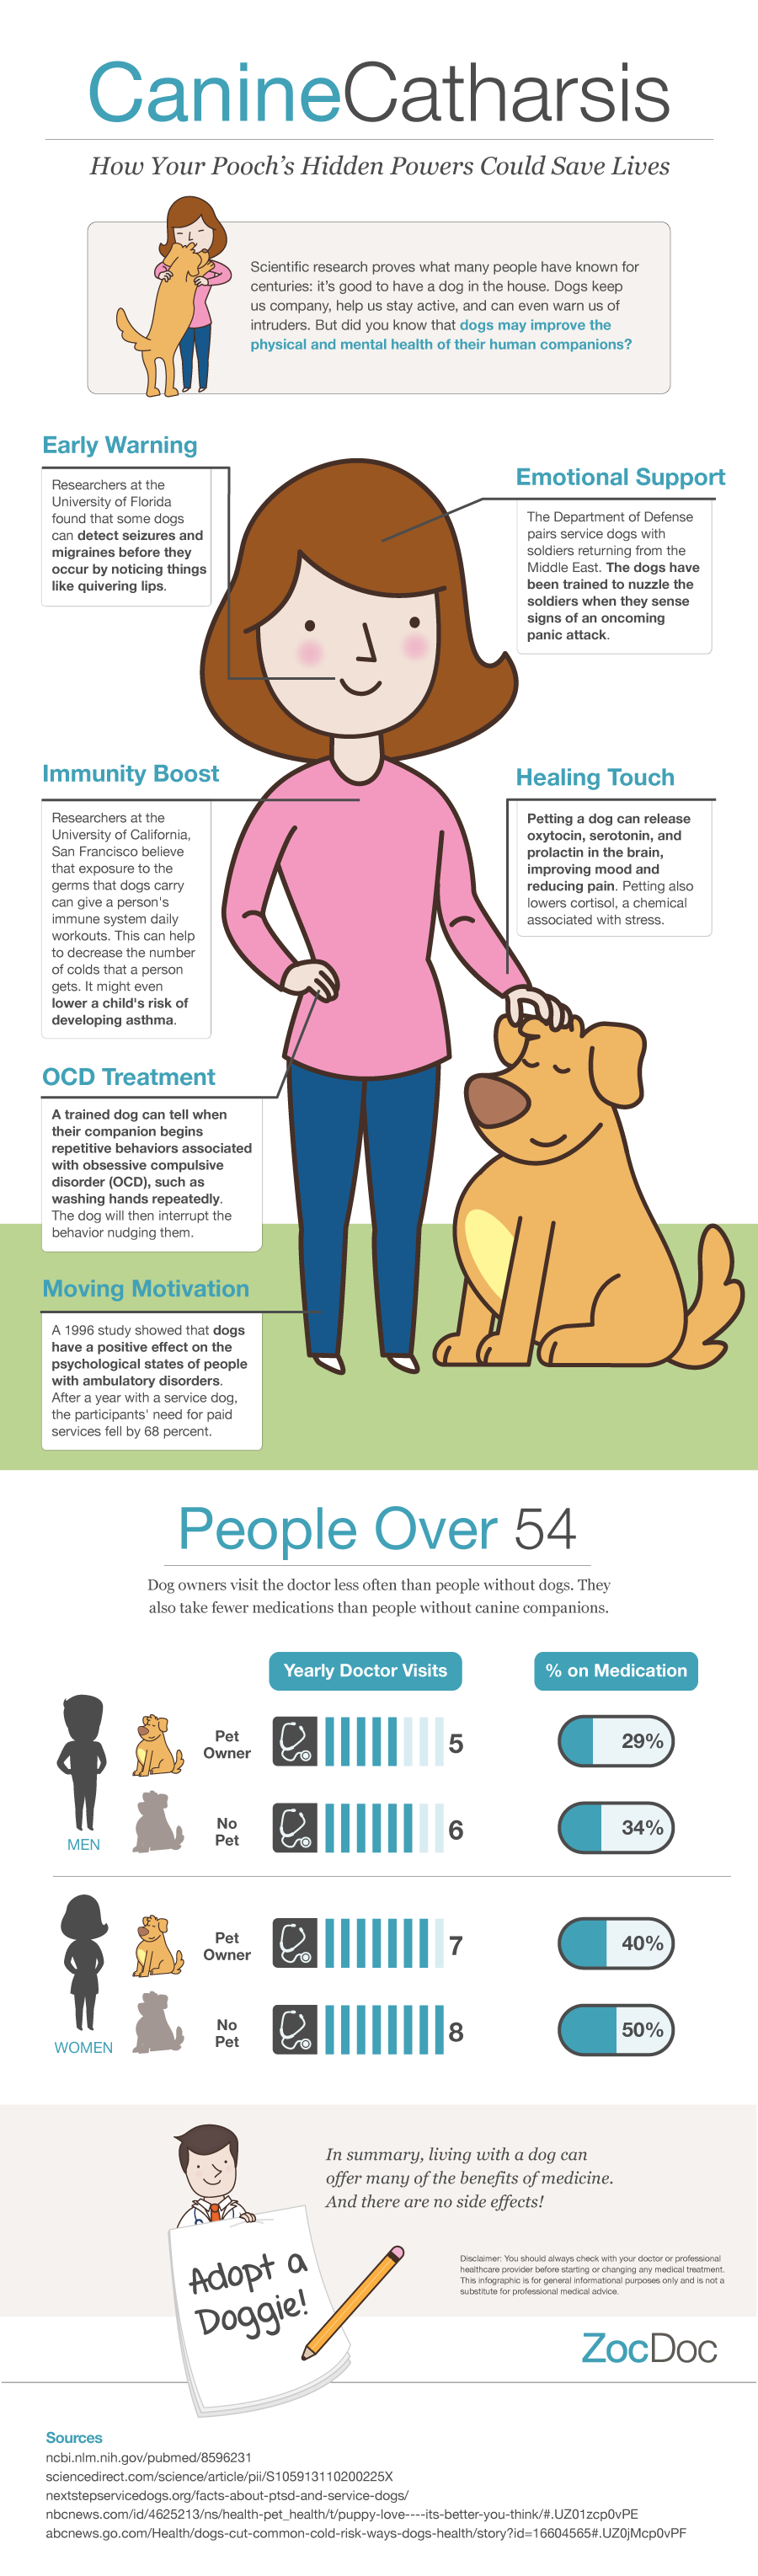 CanineCatharsis
How Your Pooch's Hidden Powers Could Save Lives
Scientific research proves what many people have known for
centuries: it's good to have a dog in the house. Dogs keep
us company, help us stay active, and can even warn us of
intruders. But did you know that dogs may improve the
physical and mental health of their human companions?
Early Warning
Researchers at the
University of Florida
found that some dogs
can detect seizures and
migraines before they
occur by noticing things
like quivering lips.
Emotional Support
The Department of Defense
pairs service dogs with
soldiers returning from the
Middle East. The dogs have
been trained to nuzzle the
soldiers when they sense
signs of an oncoming
panic attack.
Immunity Boost
Researchers at the
University of California,
San Francisco believe
that exposure to the
germs that dogs carry
can give a person's
immune system daily
workouts. This can help
to decrease the number
of colds that a person
gets. It might even
lower a child's risk of
developing asthma.
Healing Touch
Petting a dog can release
oxytocin, serotonin, and
prolactin in the brain,
improving mood and
reducing pain. Petting also
lowers cortisol, a chemical
associated with stress.
OCD Treatment
A trained dog can tell when
their companion begins
repetitive behaviors associated
with obsessive compulsive
disorder (OCD), such as
washing hands repeatedly.
The dog will then interrupt the
behavior nudging them.
Moving Motivation
A 1996 study showed that dogs
have a positive effect on the
psychological states of people
with ambulatory disorders.
After a year with a service dog,
the participants' need for paid
services fell by 68 percent.
People Over 54
Dog owners visit the doctor less often than people without dogs. They
also take fewer medications than people without canine companions.
Yearly Doctor Visits
% on Medication
MEN
Pet
Owner
5
29%
No
Pet
6
34%
WOMEN
Pet
Owner
7
40%
No
Pet
8
50%
In summary, living with a dog can
offer many of the benefits of medicine.
And there are no side effects!
Adopt a
Doggie!
Disclaimer: You should always check with your doctor or professional
healthcare provider before starting or changing any medical treatment.
This infographic is for general informational purposes only and is not a
substitute for professional medical advice.
ZocDoc
Sources
ncbi.nlm.nih.gov/pubmed/8596231
sciencedirect.com/science/article/pii/S105913110200225X
nextstepservicedogs.org/facts-about-ptsd-and-service-dogs/
nbcnews.com/id/4625213/ns/health-pet_health/t/puppy-love----its-better-you-think/#.UZ01zcp0vPE
abcnews.go.com/Health/dogs-cut-common-cold-risk-ways-dogs-health/story?id=16604565#.UZ0jMcp0vPF